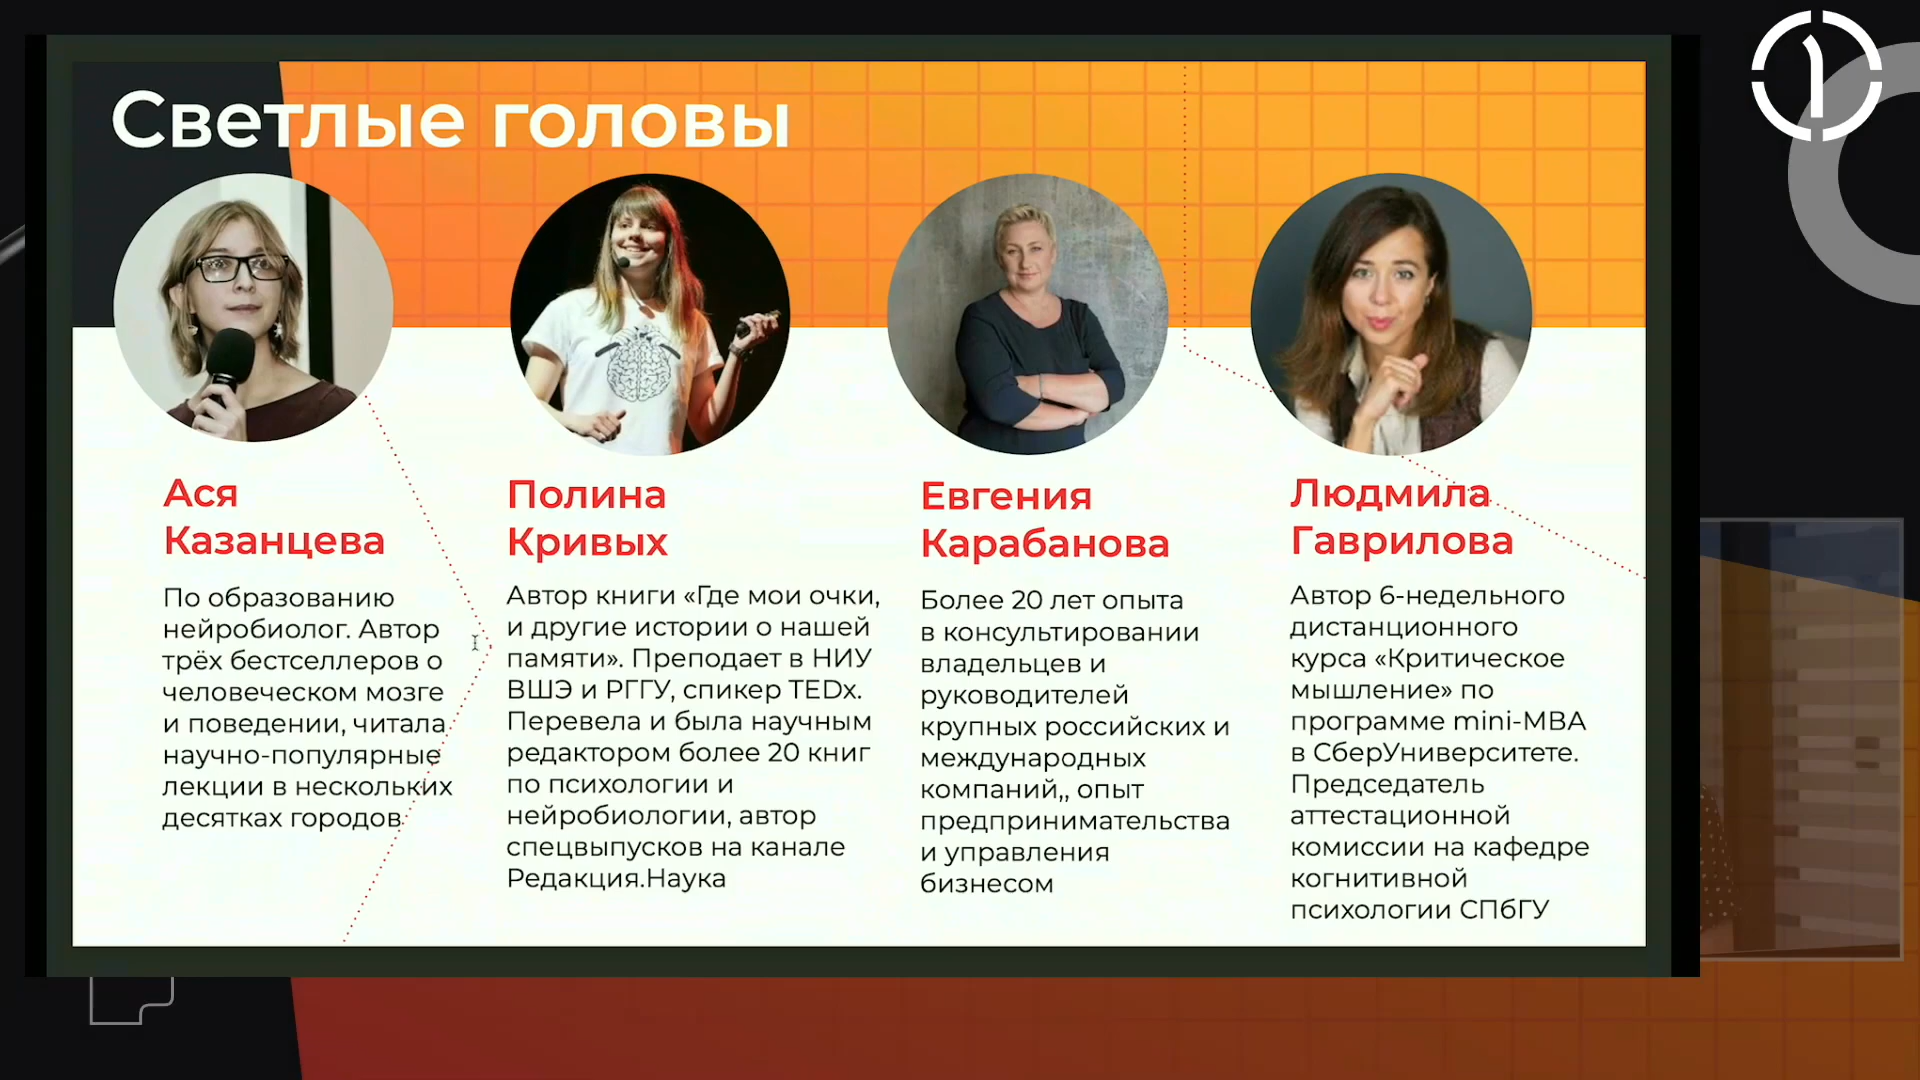 Светлые головы
Ася
Казанцева
По образованию
нейробиолог. Автор
трёх бестселлеров о
человеческом мозге
и поведении, читала
научно-популярные
лекции в нескольких
десятках городов
Полина
Кривых
Автор книги «Где мои очки,
и другие истории о нашей
памяти». Преподает в НИУ
ВШЭ и РГГУ, спикер TEDx.
Перевела и была научным
редактором более 20 книг
по психологии и
нейробиологии, автор
спецвыпусков на канале
Редакция.Наука
Евгения
Карабанова
Более 20 лет опыта
в консультировании
владельцев и
руководителей
крупных российских и
международных
компаний,, опыт
предпринимательства
и управления
бизнесом
Людмила
Гаврилова
Автор 6-недельного
дистанционного
курса «Критическое
мышление» по
программе mini-MBA
в СберУниверситете.
Председатель
аттестационной
комиссии на кафедре
когнитивной
психологии СПбГУ